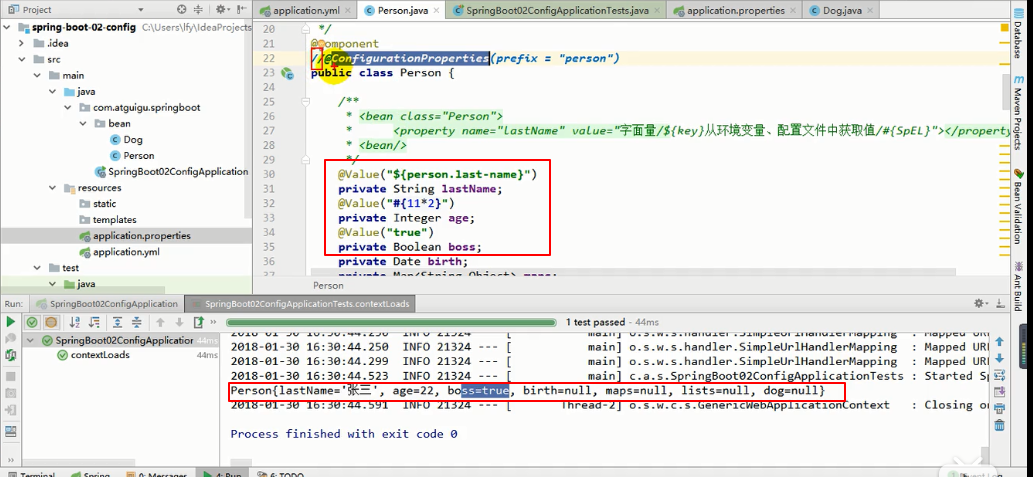 Project
spring-boot-02-config C:\Users\lfy\IdeaProjects
.idea
src
main
java
com.atguigu.springboot
bean
Dog
Person
SpringBoot02ConfigApplication
resources
static
templates
application.properties
application.yml
test
java
application.yml
Person.java
SpringBoot02ConfigApplicationTests.java
application.properties
Dog.java
20 */
21 @Component
22 //@ConfigurationProperties(prefix = "person")
23 public class Person {
24
25 /**
26 * <bean class="Person">
27 * <property name="lastName" value="字面量/${key}从环境变量、配置文件中获取值/#{SpEL}"></property
28 * <bean/>
29 */
30 @Value("${person.last-name}")
31 private String lastName;
32 @Value("#{11*2}")
33 private Integer age;
34 @Value("true")
35 private Boolean boss;
36 private Date birth;
37 private Map<String,Object> maps;
Person
Database
Maven Projects
Bean Validation
Ant Build
Run: SpringBoot02ConfigApplication SpringBoot02ConfigApplicationTests.contextLoads
1 test passed - 44ms
SpringBoot02ConfigApplication 44ms
contextLoads 44ms
2018-01-30 16:30:44.250 INFO 21324 --- [ main] o.s.w.s.handler.SimpleUrlHandlerMapping : Mapped UR
2018-01-30 16:30:44.250 INFO 21324 --- [ main] o.s.w.s.handler.SimpleUrlHandlerMapping : Mapped UR
2018-01-30 16:30:44.299 INFO 21324 --- [ main] o.s.w.s.handler.SimpleUrlHandlerMapping : Mapped UR
2018-01-30 16:30:44.588 INFO 21324 --- [ main] c.a.s.SpringBoot02ConfigApplicationTests : Started Sp
Person{lastName='张三', age=22, boss=true, birth=null, maps=null, lists=null, dog=null}
2018-01-30 16:30:44.591 INFO 21324 --- [ Thread-2] o.s.w.c.s.GenericWebApplicationContext : Closing or
Process finished with exit code 0
Terminal Spring 0: Messages 4: Run 6: TODO